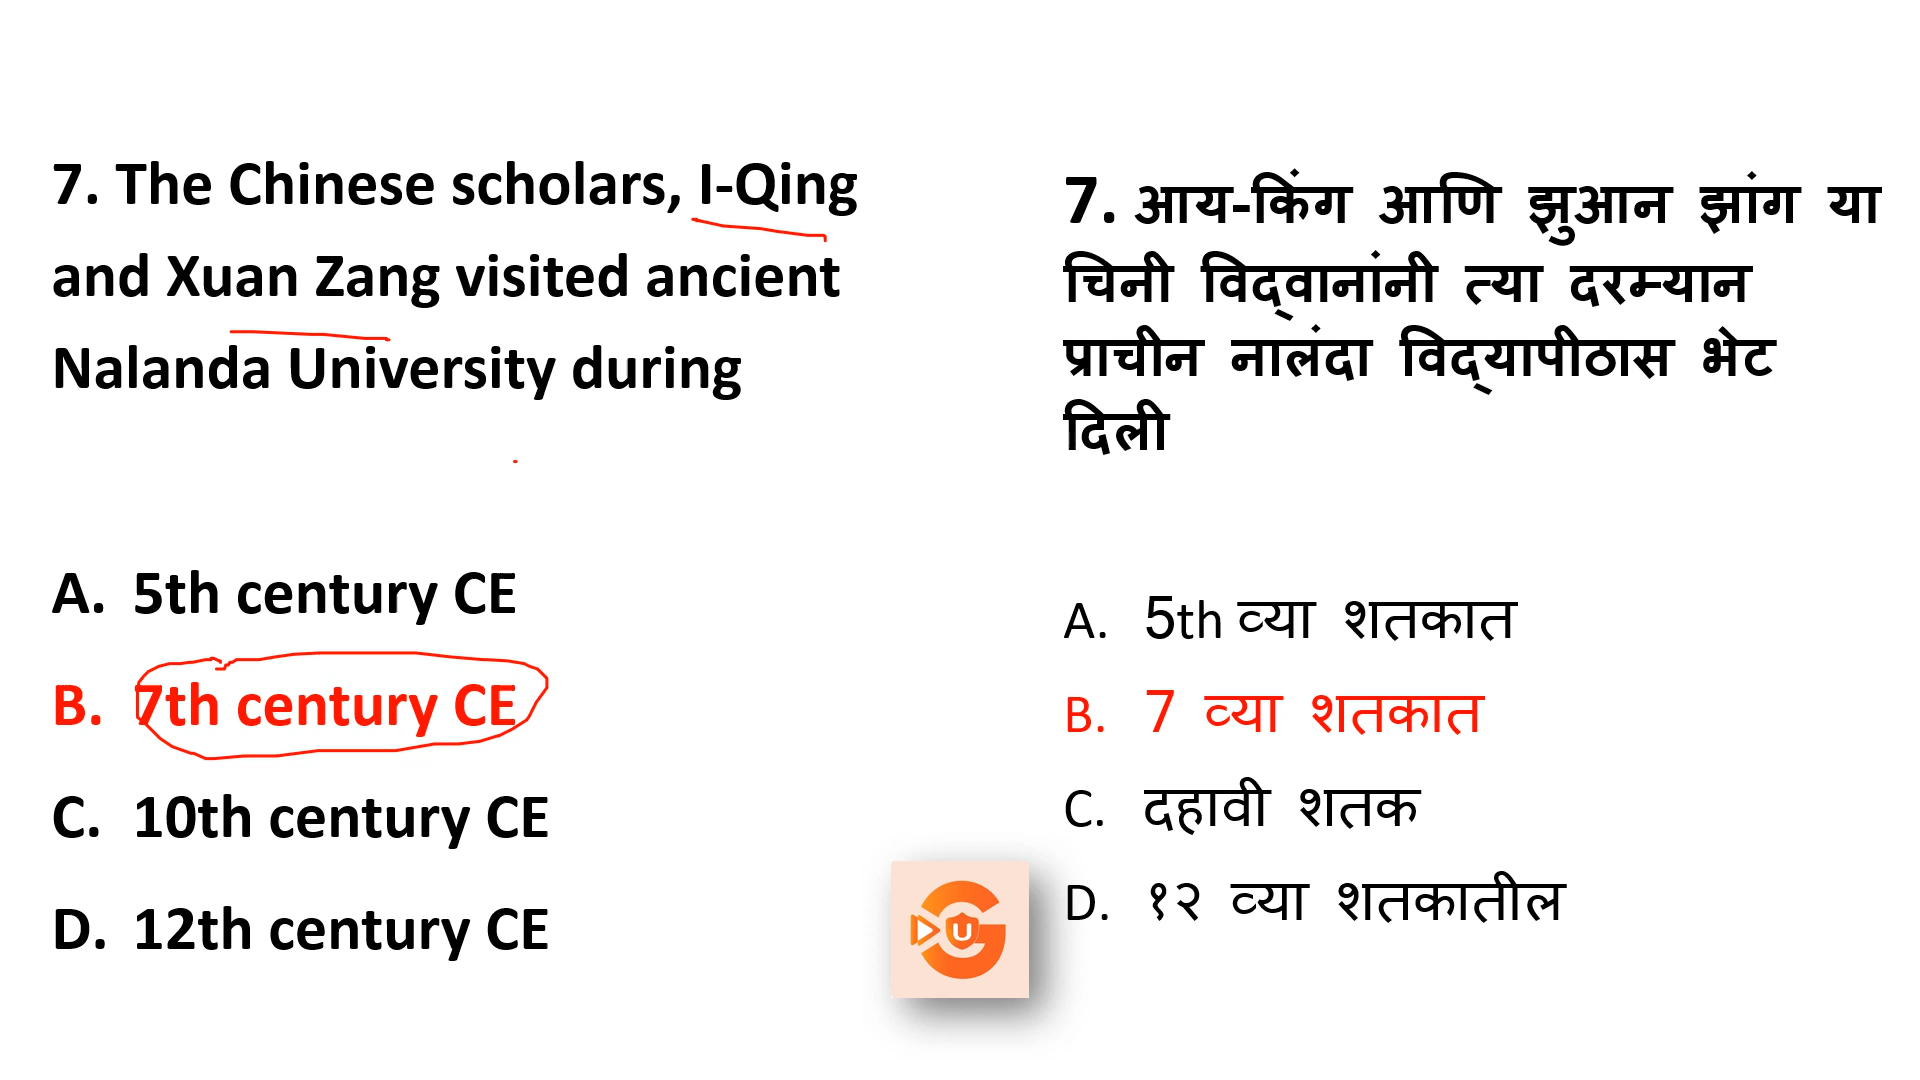 7. The Chinese scholars, I-Qing
and Xuan Zang visited ancient
Nalanda University during
A. 5th century CE
B. 7th century CE
C. 10th century CE
D. 12th century CE
7. आय-किंग आणि झुआन झांग या
चिनी विद्‌वानांनी त्या दरम्यान
प्राचीन नालंदा विद्‌यापीठास भेट
दिली
A. 5th व्या शतकात
B. 7 व्या शतकात
C. दहावी शतक
D. १२ व्या शतकातील
U